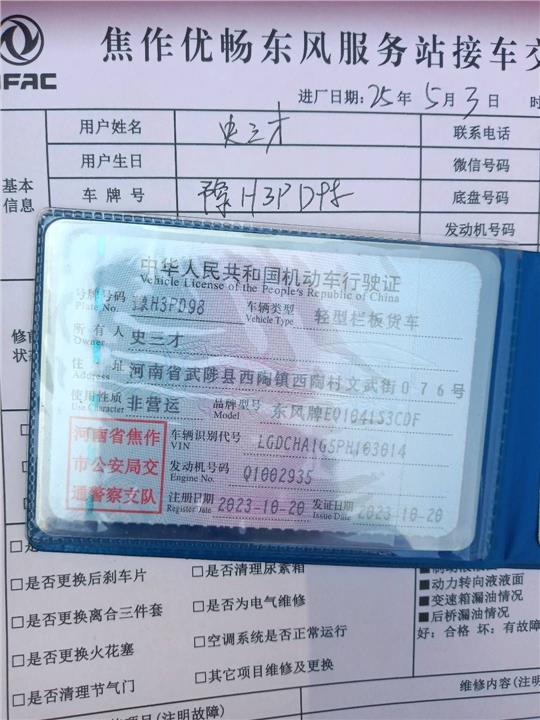 焦作优畅东风服务站接车交
FAC
进厂日期:25年5月3日 时
基本信息
用户姓名 史三才 联系电话
用户生日 微信号码
车牌号 豫H3PD98 底盘号码
发动机号码
中华人民共和国机动车行驶证
Vehicle License of the People's Republic of China
号牌号码 豫H3PD98 车辆类型 轻型栏板货车
Plate No. Vehicle Type
所有人 史三才
Owner
住址 河南省武陟县西陶镇西陶村文武街076号
Address
使用性质 非营运 品牌型号 东风牌EQ1041S3CDF
Use Character Model
河南省焦作
市公安局交
通警察支队
车辆识别代号 LGDCHA1G5PH103014
VIN
发动机号码 Q1002935
Engine No.
注册日期 2023-10-20 发证日期 2023-10-20
Register Date Issue Date
□是否更换后刹车片 □是否清理尿素箱
■动力转向液液面
□是否更换离合三件套 □是否为电气维修 ■变速箱漏油情况
■后桥漏油情况
□是否更换火花塞 □空调系统是否正常运行 好:合格 坏:有故障
□是否清理节气门 □其它项目维修及更换
维修内容(注明
项目(注明故障)